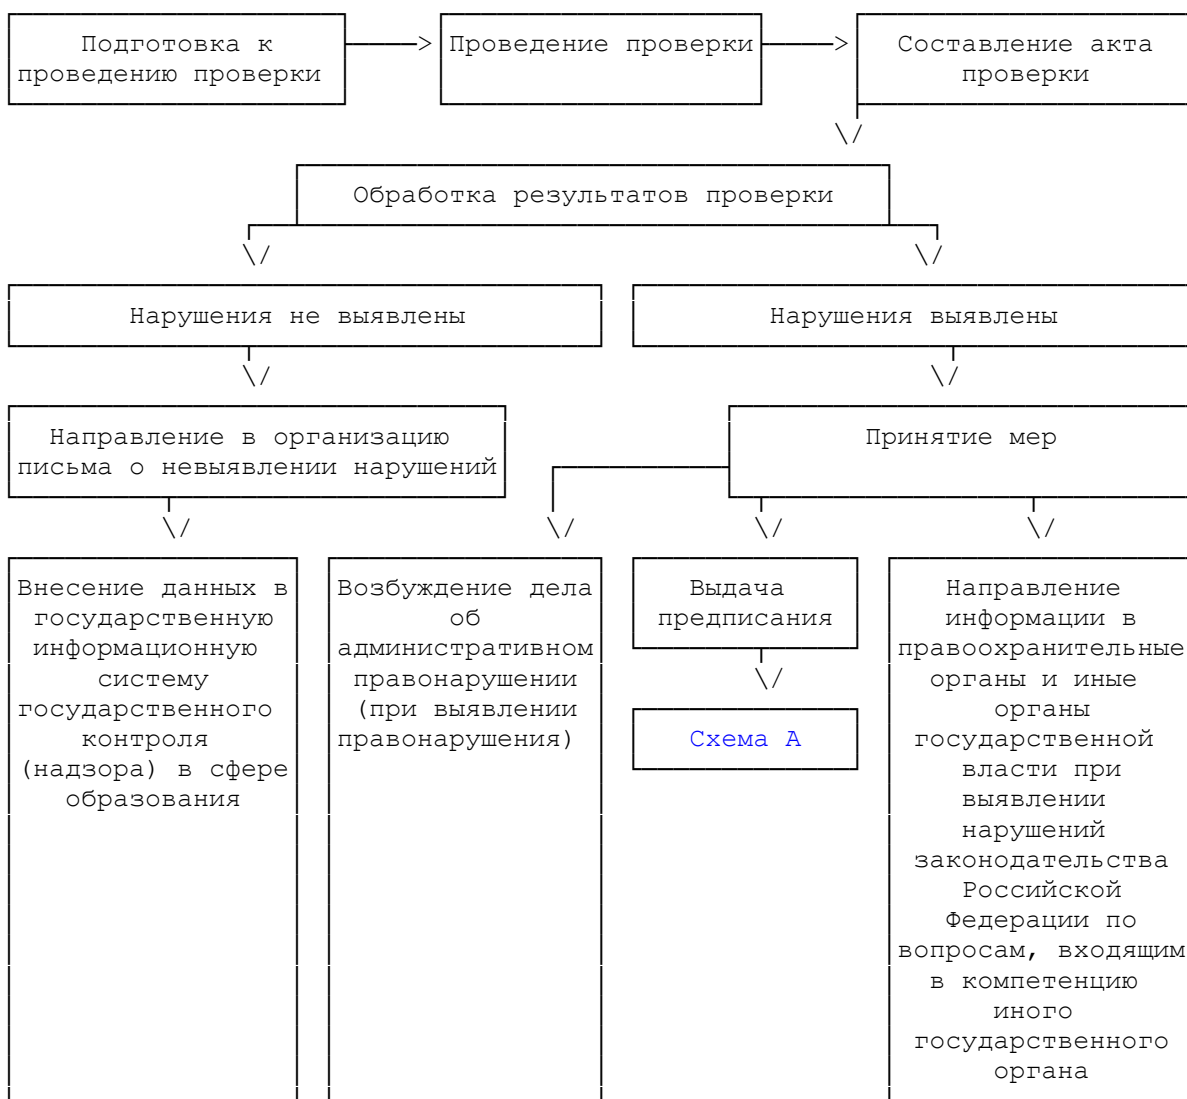 Подготовка к
проведению проверки
Проведение проверки
Составление акта
проверки
Обработка результатов проверки
Нарушения не выявлены
Нарушения выявлены
Направление в организацию
письма о невыявлении нарушений
Принятие мер
Внесение данных в
государственную
информационную
систему
государственного
контроля
(надзора) в сфере
образования
Возбуждение дела
об
административном
правонарушении
(при выявлении
правонарушения)
Выдача
предписания
Схема А
Направление
информации в
правоохранительные
органы и иные
органы
государственной
власти при
выявлении
нарушений
законодательства
Российской
Федерации по
вопросам, входящим
в компетенцию
иного
государственного
органа